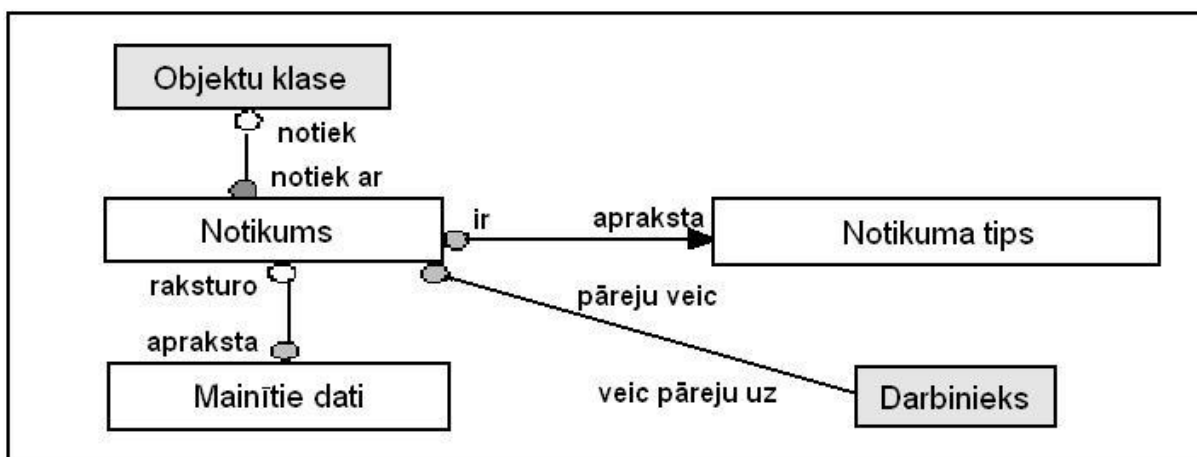 Objektu klase
notiek
notiek ar
Notikums
ir
apraksta
Notikuma tips
raksturo
pāreju veic
apraksta
Mainītie dati
veic pāreju uz
Darbinieks